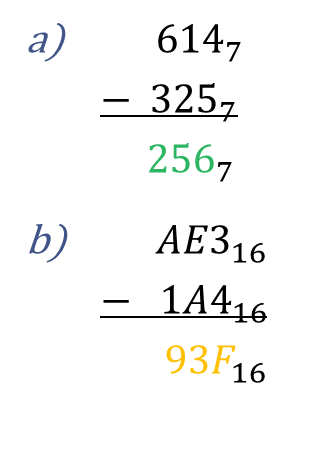 a) 614₇
− 325₇
256₇
b) AE3₁₆
− 1A4₁₆
93F₁₆